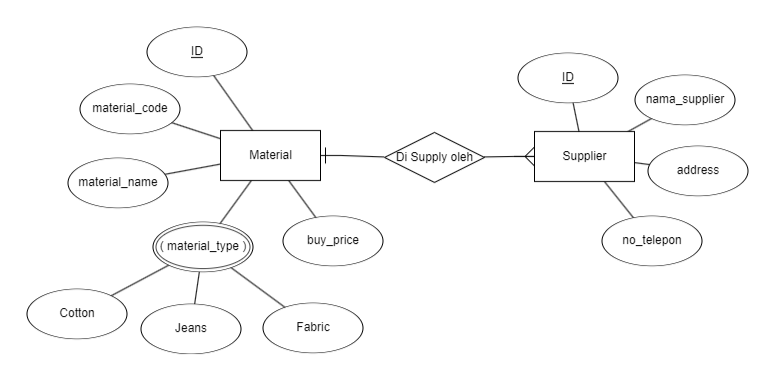 ID
ID
material_code
nama_supplier
Material
Di Supply oleh
Supplier
address
material_name
( material_type )
buy_price
no_telepon
Cotton
Jeans
Fabric